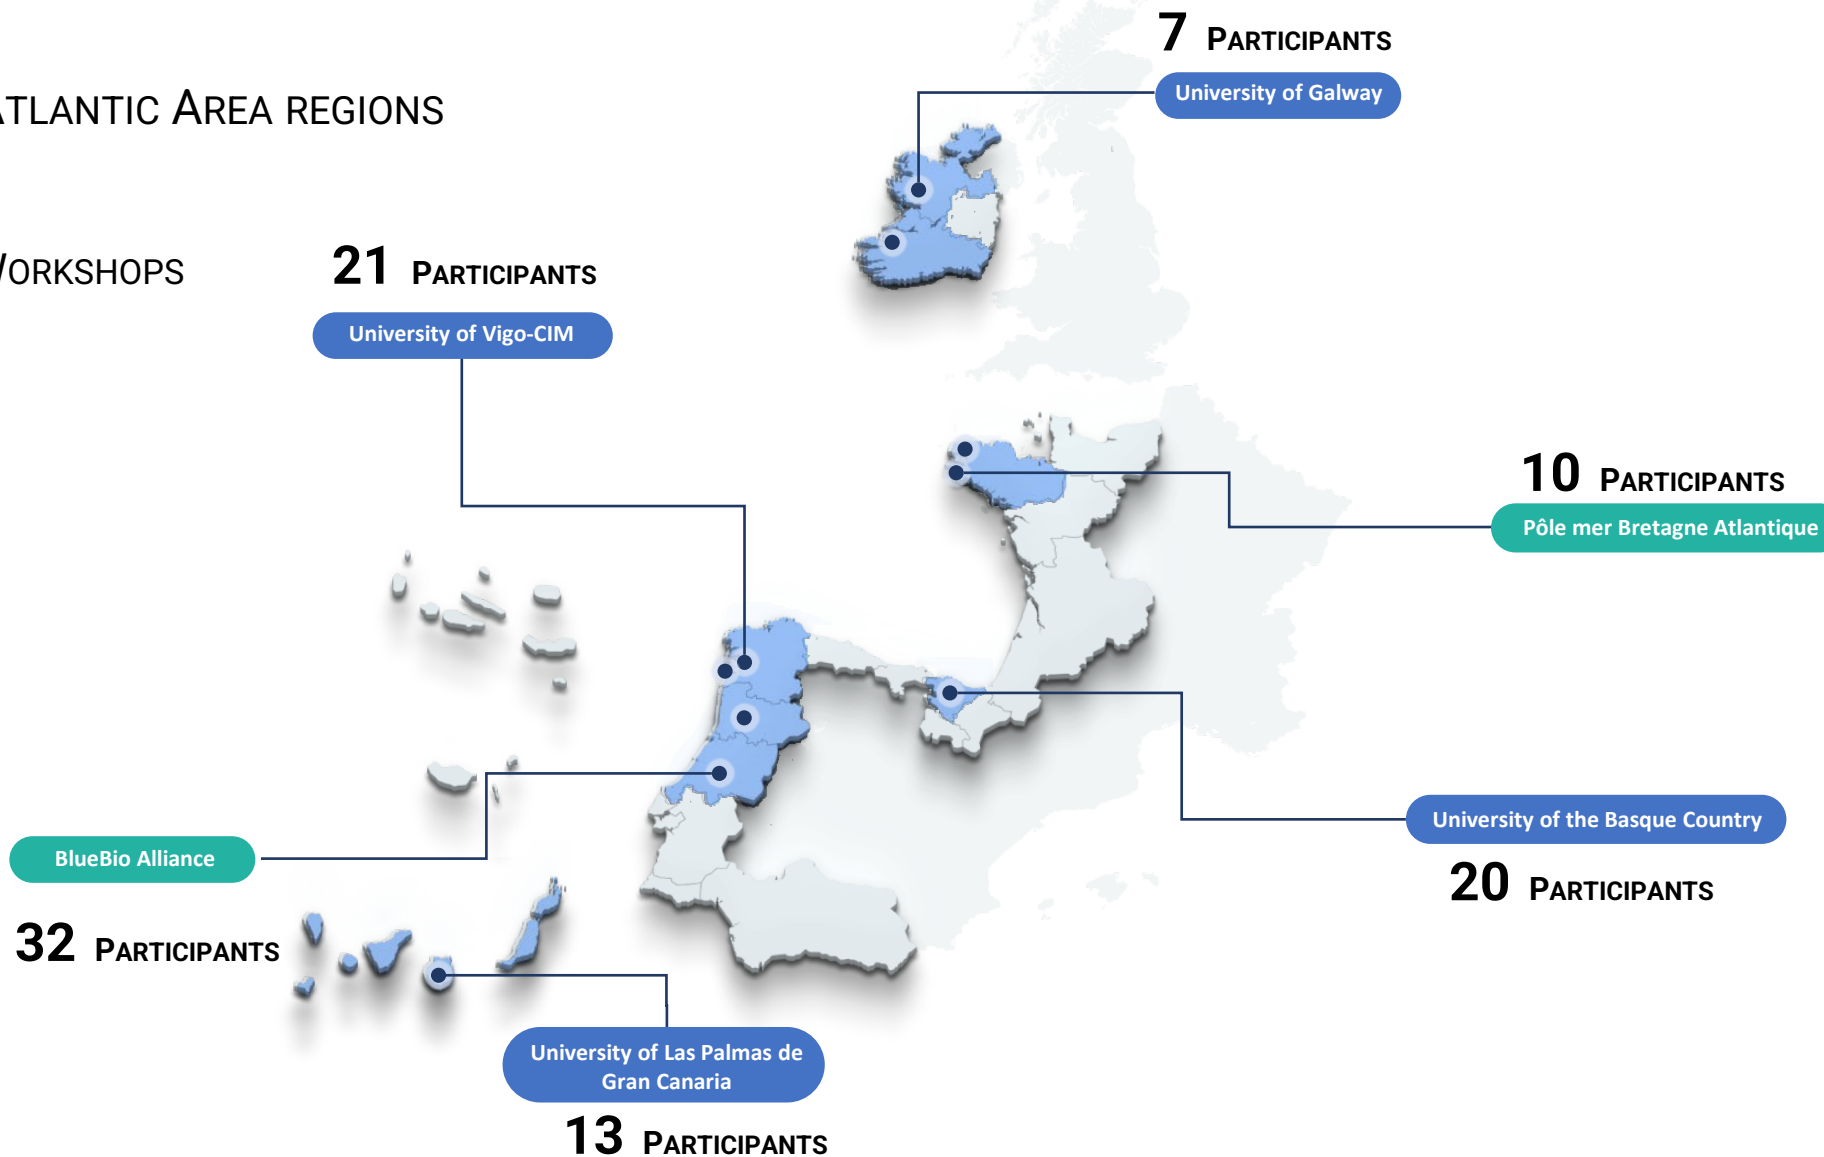 7 PARTICIPANTS
University of Galway
ATLANTIC AREA REGIONS
WORKSHOPS
21 PARTICIPANTS
University of Vigo-CIM
10 PARTICIPANTS
Pôle mer Bretagne Atlantique
University of the Basque Country
20 PARTICIPANTS
BlueBio Alliance
32 PARTICIPANTS
University of Las Palmas de
Gran Canaria
13 PARTICIPANTS